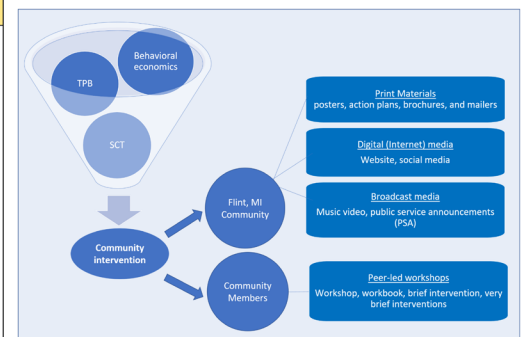 Behavioral
economics
TPB
SCT
Community
intervention
Flint, MI
Community
Community
Members
Print Materials
posters, action plans, brochures, and mailers
Digital (Internet) media
Website, social media
Broadcast media
Music video, public service announcements
(PSA)
Peer-led workshops
Workshop, workbook, brief intervention, very
brief interventions